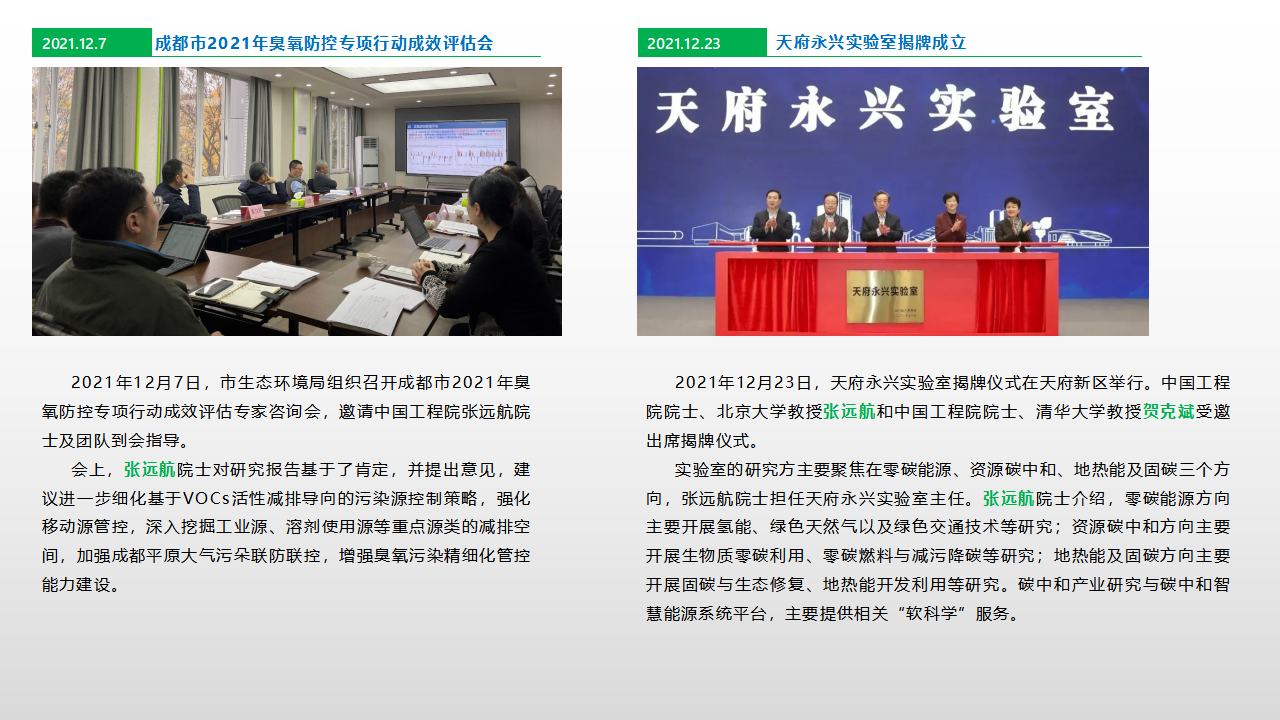 2021.12.7
成都市2021年臭氧防控专项行动成效评估会
2021年12月7日，市生态环境局组织召开成都市2021年臭
氧防控专项行动成效评估专家咨询会，邀请中国工程院张远航院
士及团队到会指导。
会上，张远航院士对研究报告基于了肯定，并提出意见，建
议进一步细化基于VOCs活性减排导向的污染源控制策略，强化
移动源管控，深入挖掘工业源、溶剂使用源等重点源类的减排空
间，加强成都平原大气污朵联防联控，增强臭氧污染精细化管控
能力建设。
2021.12.23
天府永兴实验室揭牌成立
天府永兴实验室
天府永兴实验室
2021年12月23日，天府永兴实验室揭牌仪式在天府新区举行。中国工程
院院士、北京大学教授张远航和中国工程院院士、清华大学教授贺克斌受邀
出席揭牌仪式。
实验室的研究方主要聚焦在零碳能源、资源碳中和、地热能及固碳三个方
向，张远航院士担任天府永兴实验室主任。张远航院士介绍，零碳能源方向
主要开展氢能、绿色天然气以及绿色交通技术等研究；资源碳中和方向主要
开展生物质零碳利用、零碳燃料与减污降碳等研究；地热能及固碳方向主要
开展固碳与生态修复、地热能开发利用等研究。碳中和产业研究与碳中和智
慧能源系统平台，主要提供相关“软科学”服务。